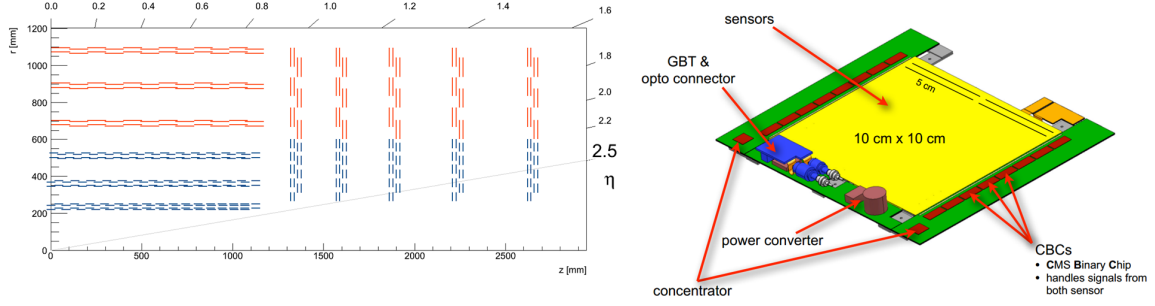 0.0 0.2 0.4 0.6 0.8 1.0 1.2 1.4 1.6
r [mm]
1200
1000
800
600
400
200
0
1.8
2.0
2.2
2.5
η
0 500 1000 1500 2000 2500
z [mm]
sensors
GBT &
opto connector
5 cm
10 cm x 10 cm
power converter
concentrator
CBCs
• CMS Binary Chip
• handles signals from
both sensor